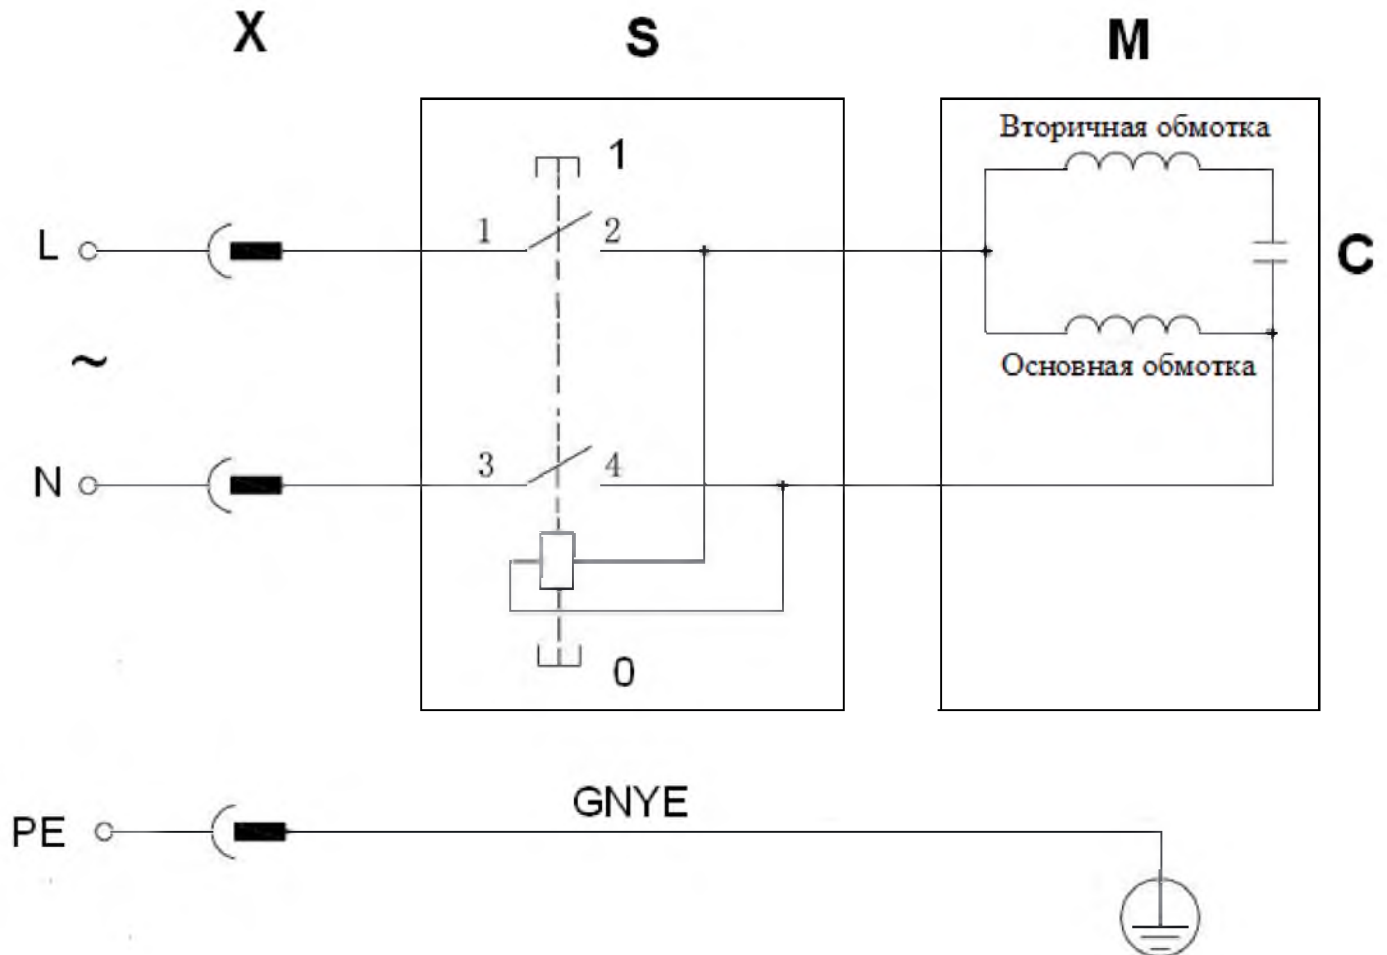 X S M
Вторичная обмотка
1
1 2
L
C
~
Основная обмотка
3 4
N
0
GNYE
PE